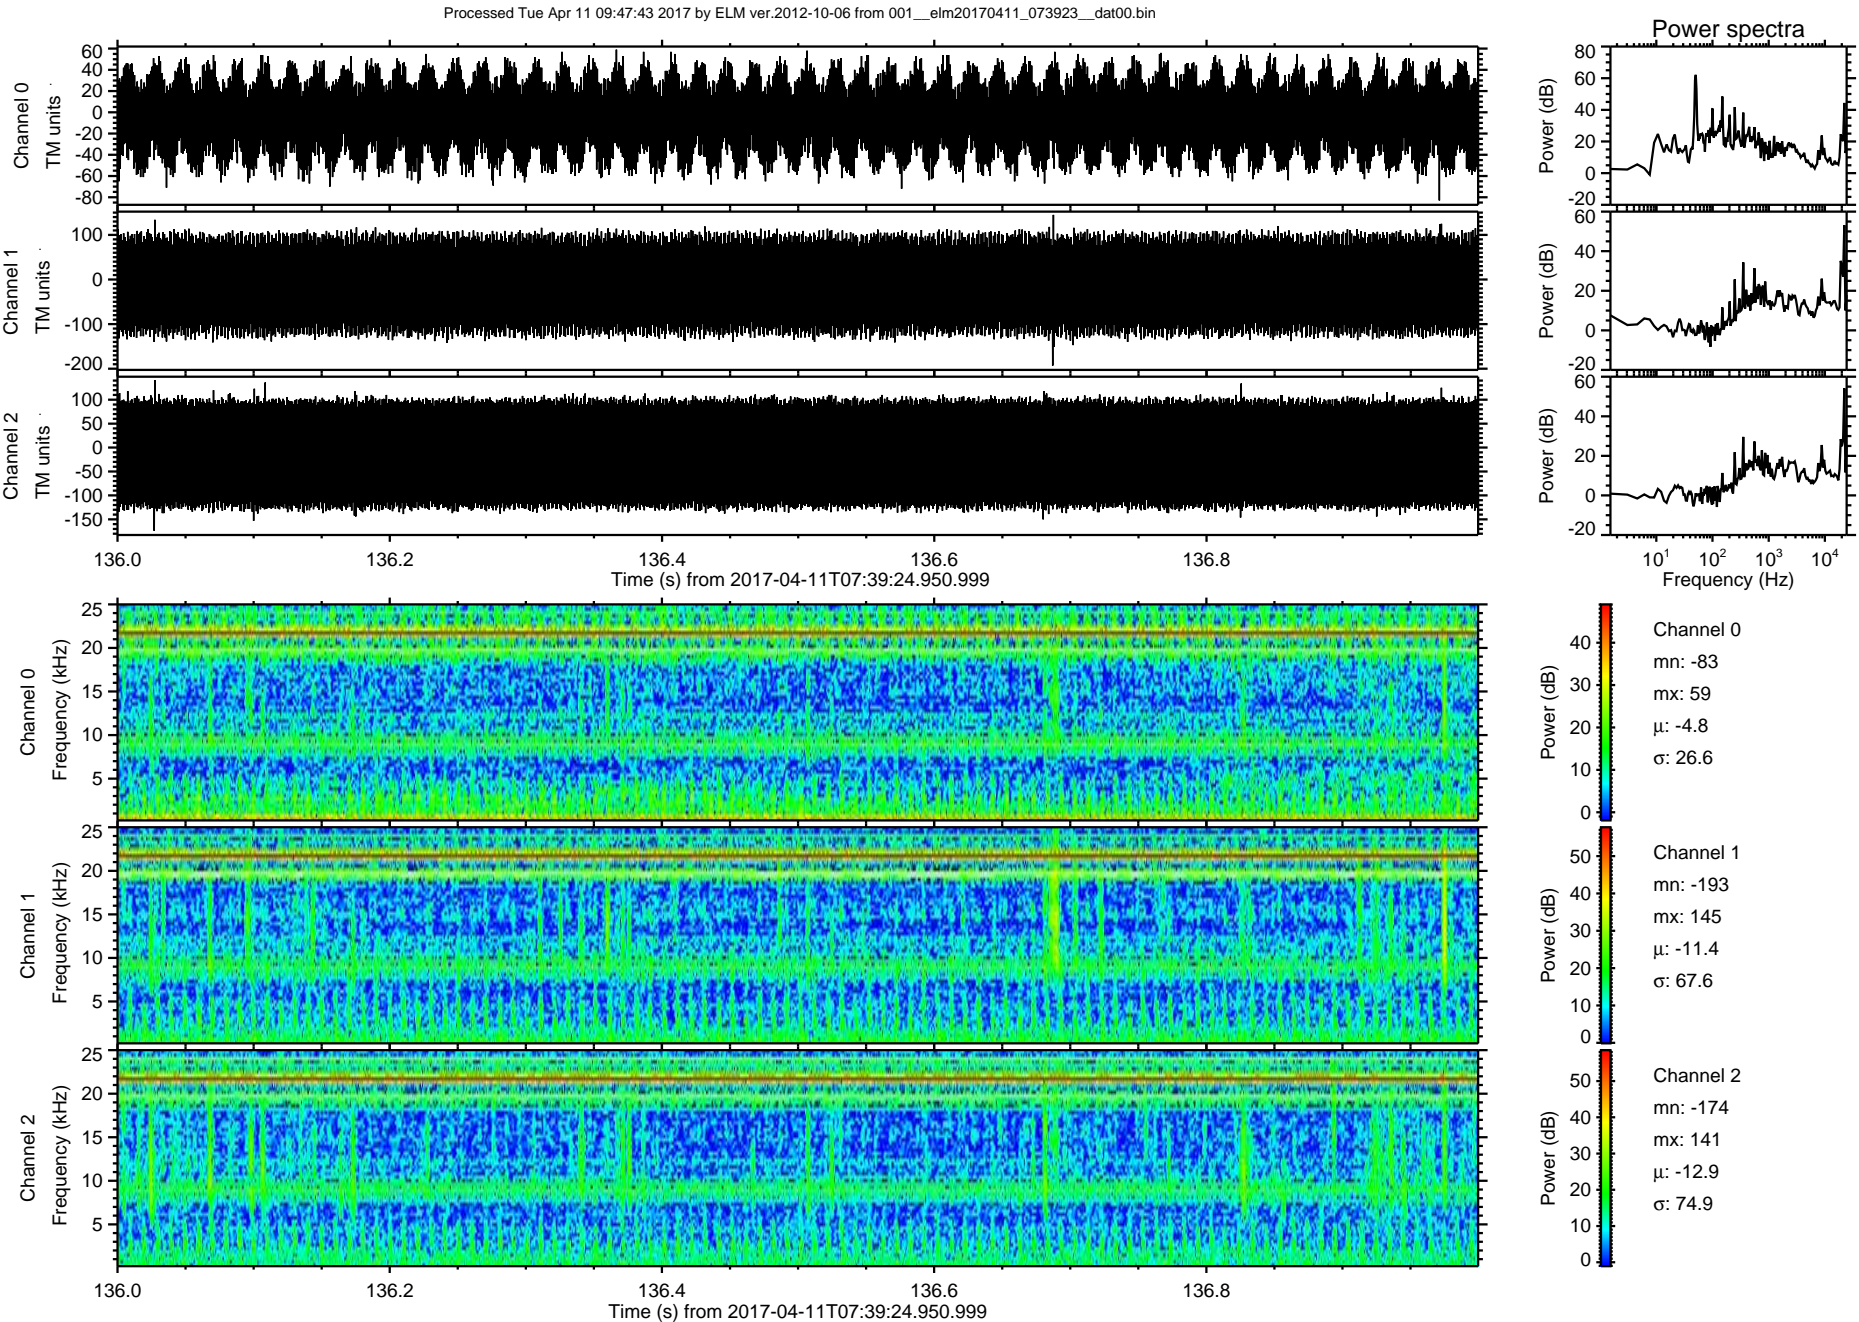 Processed Tue Apr 11 09:47:43 2017 by ELM ver.2012-10-06 from 001__elm20170411_073923__dat00.bin
Power spectra
Channel 0
TM units
60
40
20
0
-20
-40
-60
-80
Power (dB)
80
60
40
20
0
-20
Channel 1
TM units
100
0
-100
-200
Power (dB)
60
40
20
0
-20
Channel 2
TM units
100
50
0
-50
-100
-150
Power (dB)
60
40
20
0
-20
136.0 136.2 136.4 136.6 136.8
Time (s) from 2017-04-11T07:39:24.950.999
10¹ 10² 10³ 10⁴
Frequency (Hz)
Channel 0
Frequency (kHz)
25
20
15
10
5
Power (dB)
40
30
20
10
0
Channel 0
mn: -83
mx: 59
μ: -4.8
σ: 26.6
Channel 1
Frequency (kHz)
25
20
15
10
5
Power (dB)
50
40
30
20
10
0
Channel 1
mn: -193
mx: 145
μ: -11.4
σ: 67.6
Channel 2
Frequency (kHz)
25
20
15
10
5
Power (dB)
50
40
30
20
10
0
Channel 2
mn: -174
mx: 141
μ: -12.9
σ: 74.9
136.0 136.2 136.4 136.6 136.8
Time (s) from 2017-04-11T07:39:24.950.999